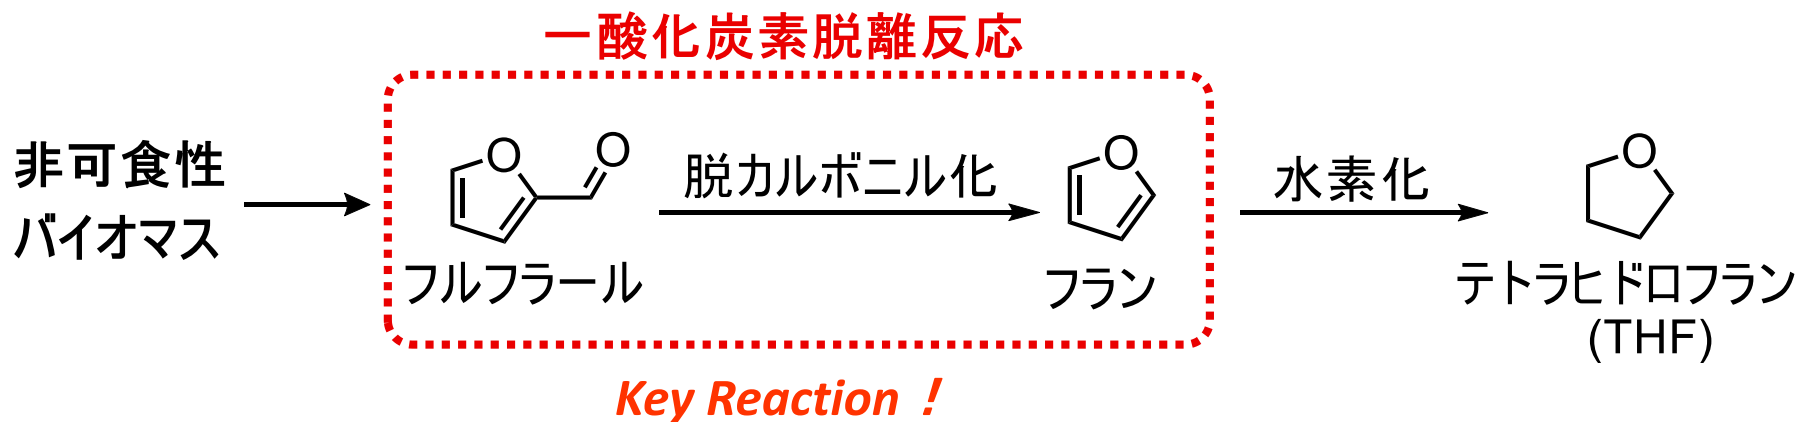 一酸化炭素脱離反応
非可食性
バイオマス
O
O
フルフラール
脱カルボニル化
O
フラン
水素化
O
テトラヒドロフラン
(THF)
Key Reaction！